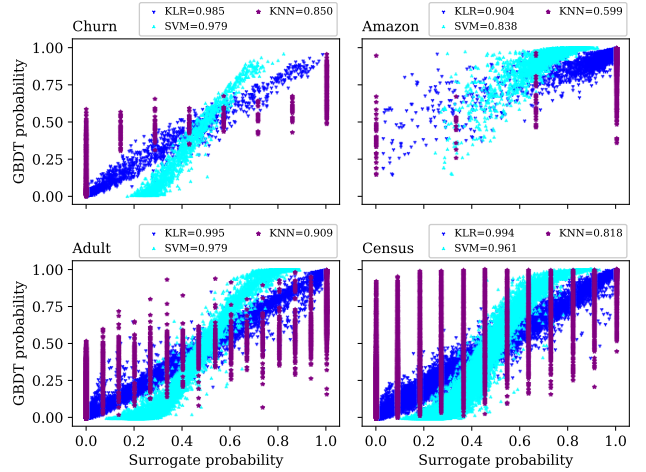 KLR=0.985 KNN=0.850
SVM=0.979
Churn
KLR=0.904 KNN=0.599
SVM=0.838
Amazon
GBDT probability
1.00
0.75
0.50
0.25
0.00
KLR=0.995 KNN=0.909
SVM=0.979
Adult
KLR=0.994 KNN=0.818
SVM=0.961
Census
GBDT probability
1.00
0.75
0.50
0.25
0.00
0.0 0.2 0.4 0.6 0.8 1.0
Surrogate probability
0.0 0.2 0.4 0.6 0.8 1.0
Surrogate probability